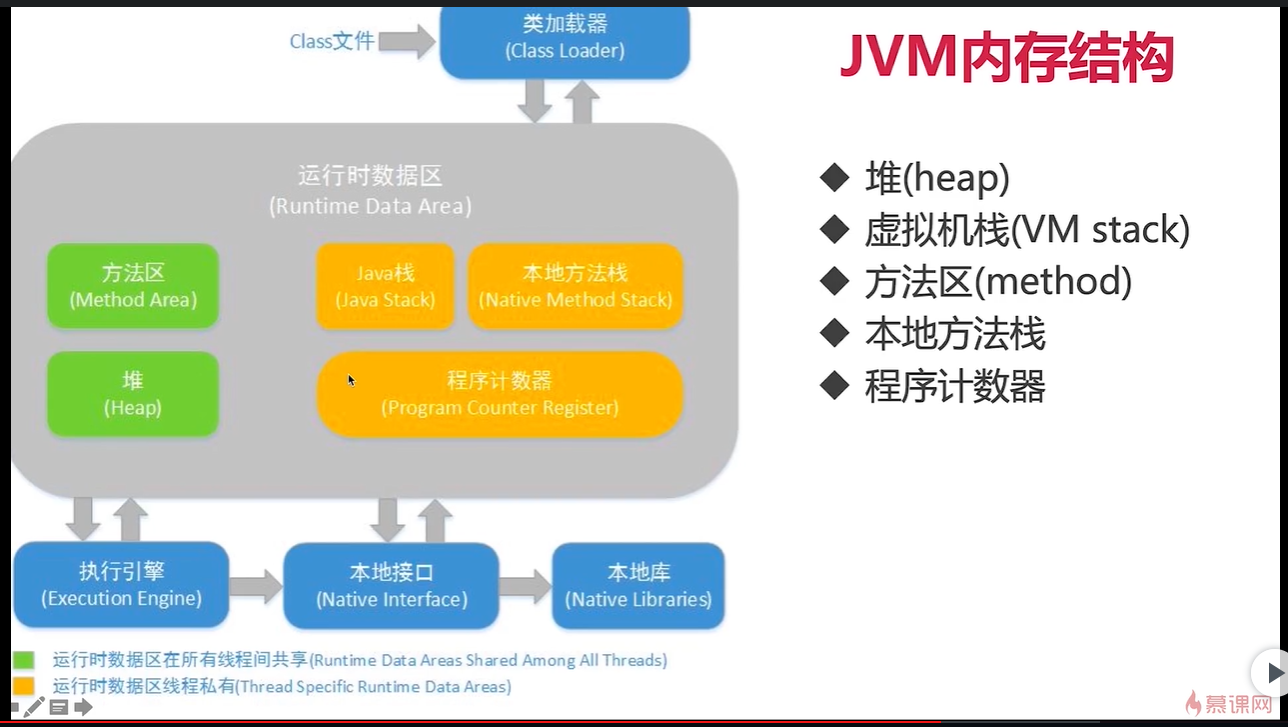 Class文件
类加载器
(Class Loader)
JVM内存结构
运行时数据区
(Runtime Data Area)
方法区
(Method Area)
Java栈
(Java Stack)
本地方法栈
(Native Method Stack)
堆
(Heap)
程序计数器
(Program Counter Register)
执行引擎
(Execution Engine)
本地接口
(Native Interface)
本地库
(Native Libraries)
运行时数据区在所有线程间共享(Runtime Data Areas Shared Among All Threads)
运行时数据区线程私有(Thread Specific Runtime Data Areas)
堆(heap)
虚拟机栈(VM stack)
方法区(method)
本地方法栈
程序计数器
慕课网